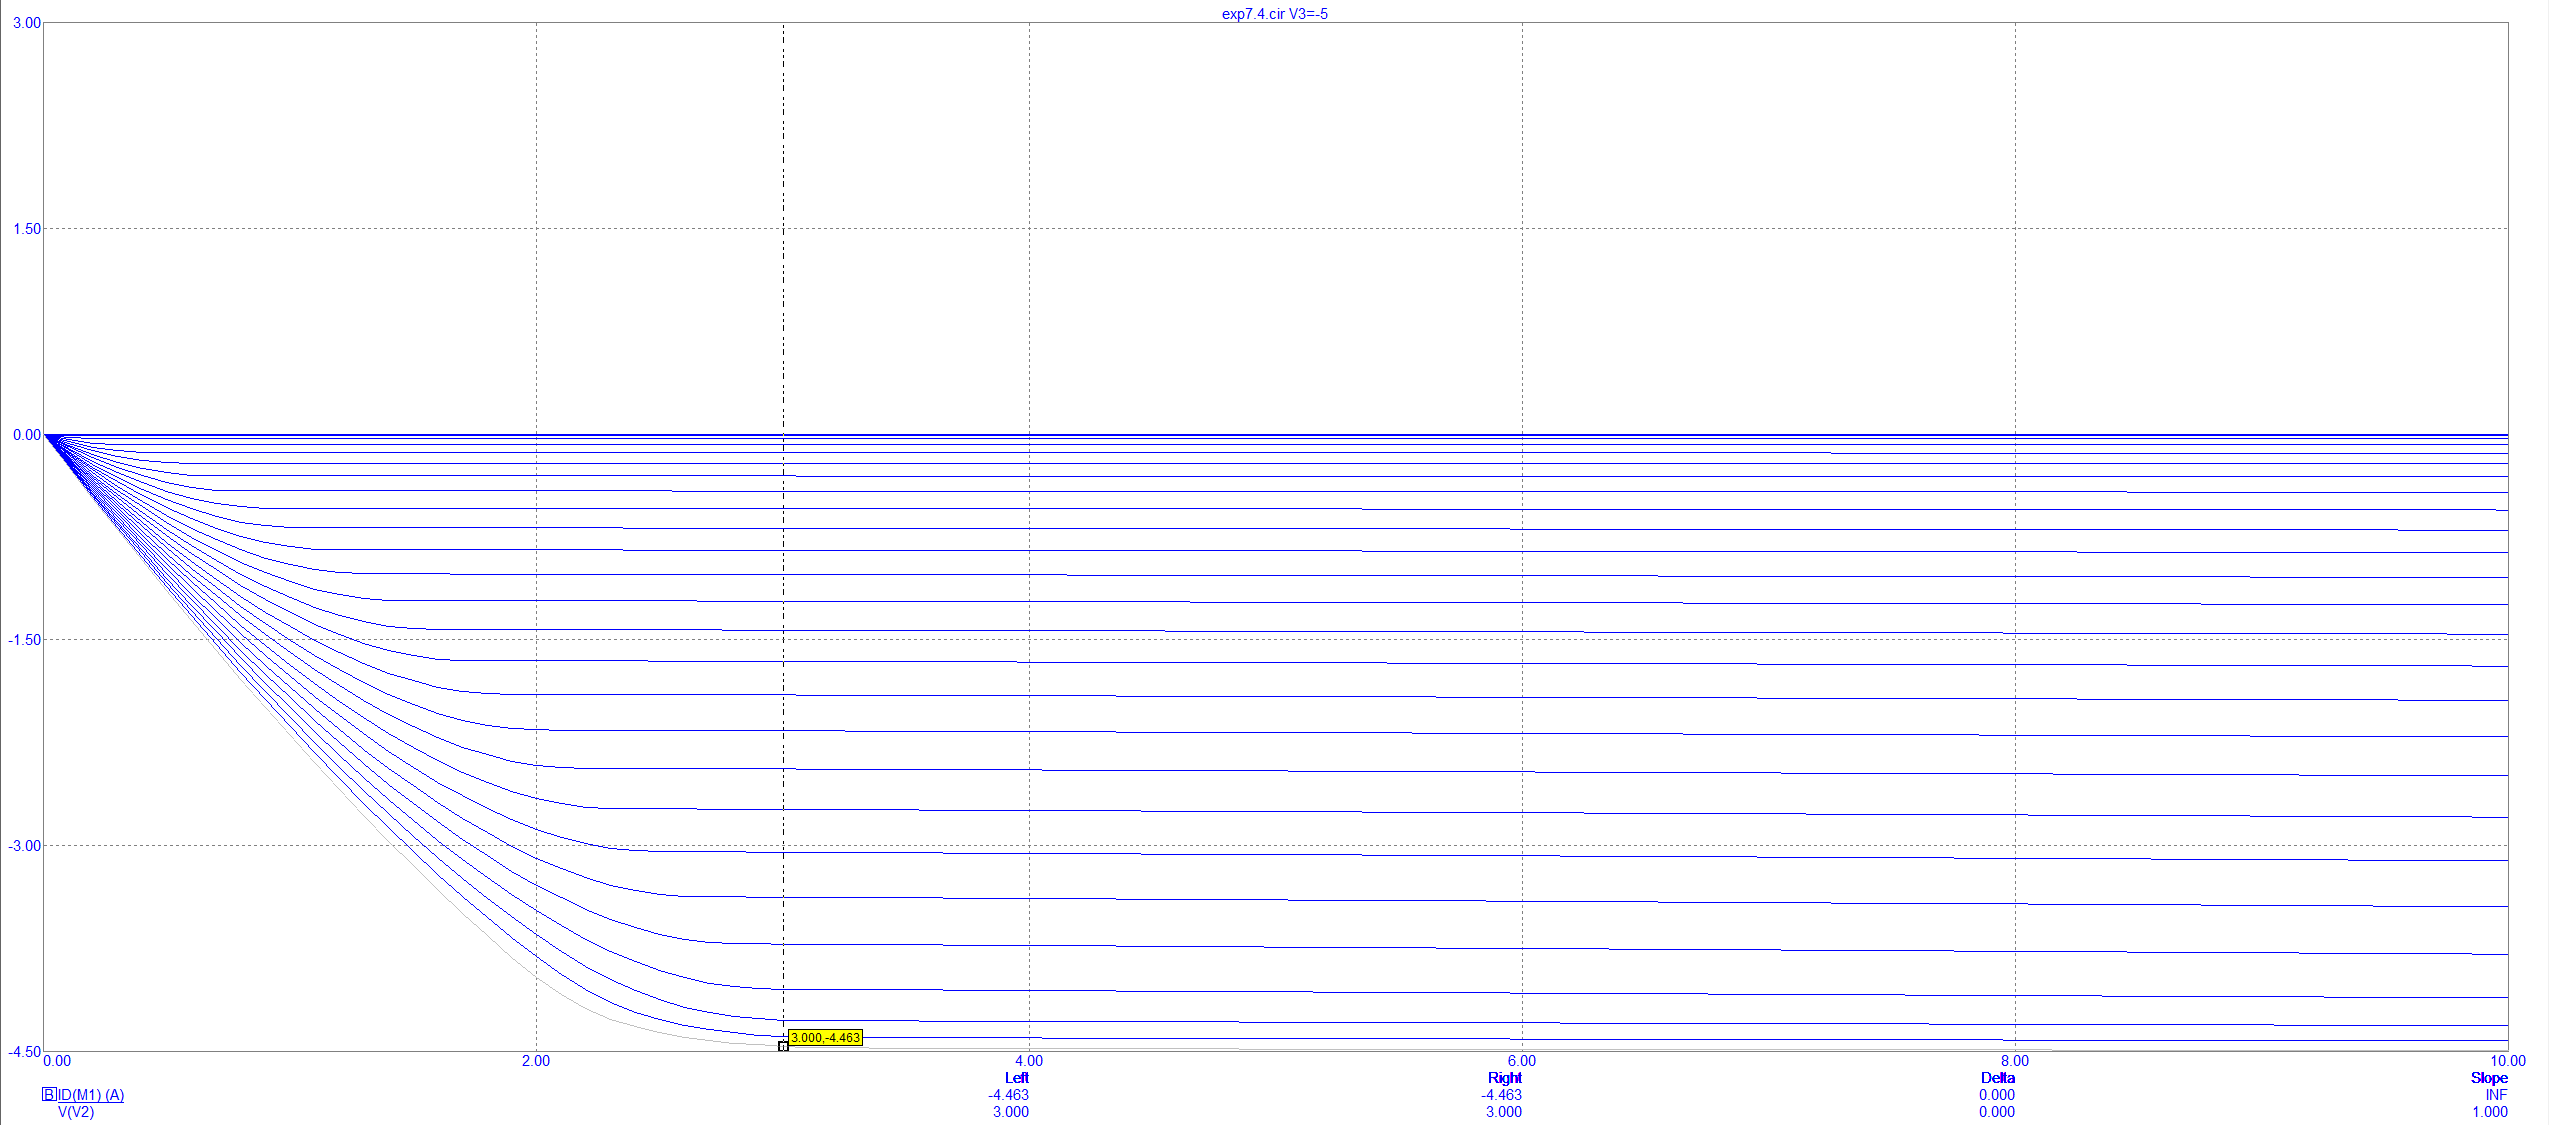 exp7.4.cir V3=-5
3.00
1.50
0.00
-1.50
-3.00
-4.50
3.000,-4.463
0.00 2.00 4.00 6.00 8.00 10.00
Left Right Delta Slope
B ID(M1) (A) -4.463 -4.463 0.000 INF
V(V2) 3.000 3.000 0.000 1.000